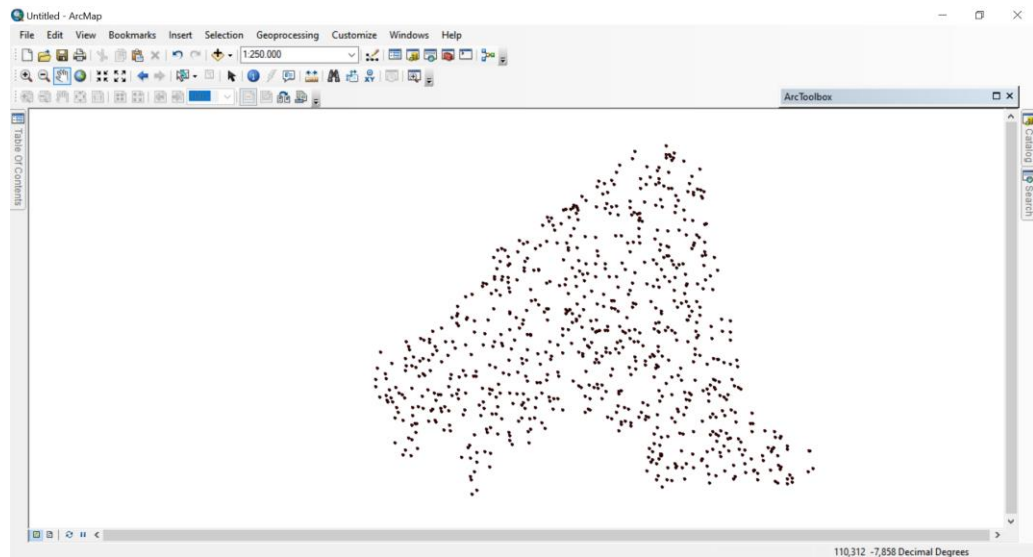 Untitled - ArcMap
File Edit View Bookmarks Insert Selection Geoprocessing Customize Windows Help
1:250.000
ArcToolbox
Table Of Contents
Catalog
Search
110,312 -7,858 Decimal Degrees